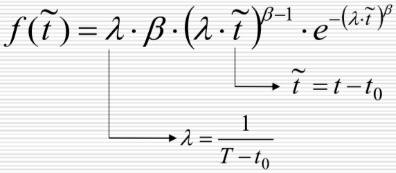 f(t̃) = λ · β · (λ · t̃)^{β−1} · e^{−(λ·t̃)^β}
t̃ = t − t₀
λ = 1 / (T − t₀)